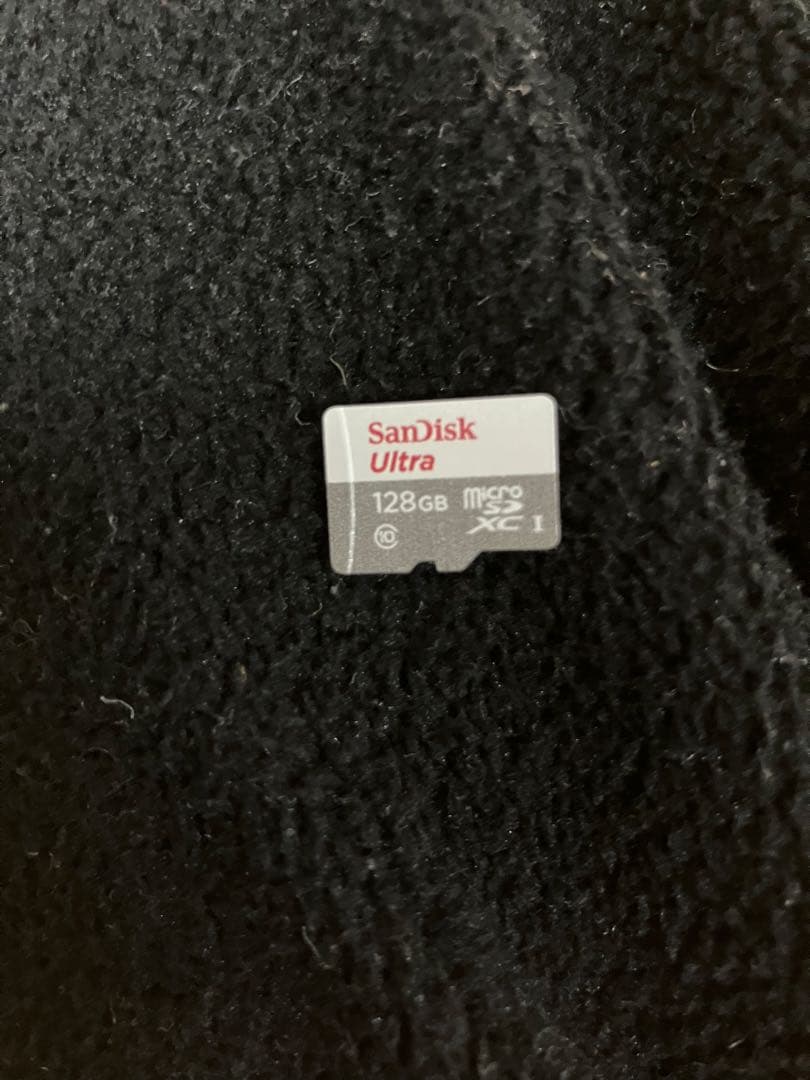 SanDisk
Ultra
128GB micro
SD
XC I
10